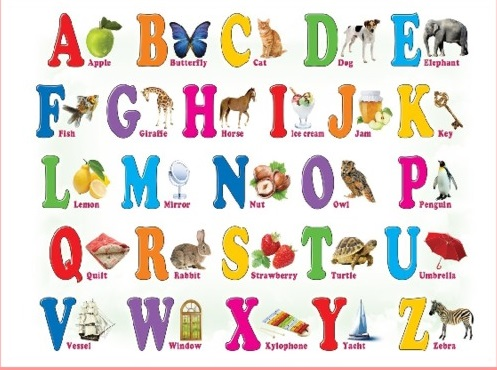 A Apple B Butterfly C Cat D Dog E Elephant
F Fish G Giraffe H Horse I Ice cream J Jam K Key
L Lemon M Mirror N Nut O Owl P Penguin
Q Quilt R Rabbit S Strawberry T Turtle U Umbrella
V Vessel W Window X Xylophone Y Yacht Z Zebra